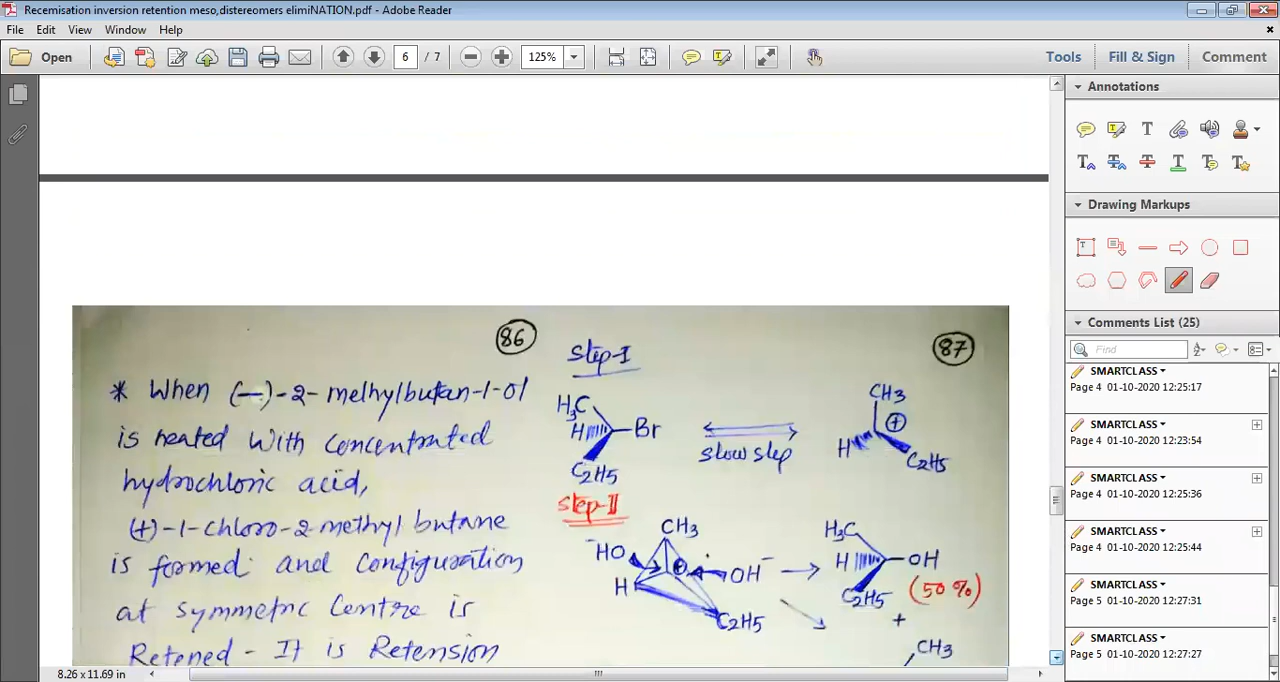 Recemisation inversion retention meso,distereomers elimiNATION.pdf - Adobe Reader
File Edit View Window Help
Open 6 / 7 125% Tools Fill & Sign Comment
Annotations
Drawing Markups
Comments List (25)
Find
SMARTCLASS
Page 4 01-10-2020 12:25:17
SMARTCLASS
Page 4 01-10-2020 12:23:54
SMARTCLASS
Page 4 01-10-2020 12:25:36
SMARTCLASS
Page 4 01-10-2020 12:25:44
SMARTCLASS
Page 5 01-10-2020 12:27:31
SMARTCLASS
Page 5 01-10-2020 12:27:27
86
* When (-)-2-methylbutan-1-ol
is heated with concentrated
hydrochloric acid,
(+)-1-chloro-2-methyl butane
is formed and configuration
at symmetric centre is
Retened - It is Retension
87
Step-I
H3C
H Br
C2H5
slow step
CH3
⊕
H
C2H5
Step-II
CH3
-HO ⊕ OH-
H
C2H5
H3C
H OH
C2H5 (50%)
+
CH3
8.26 x 11.69 in